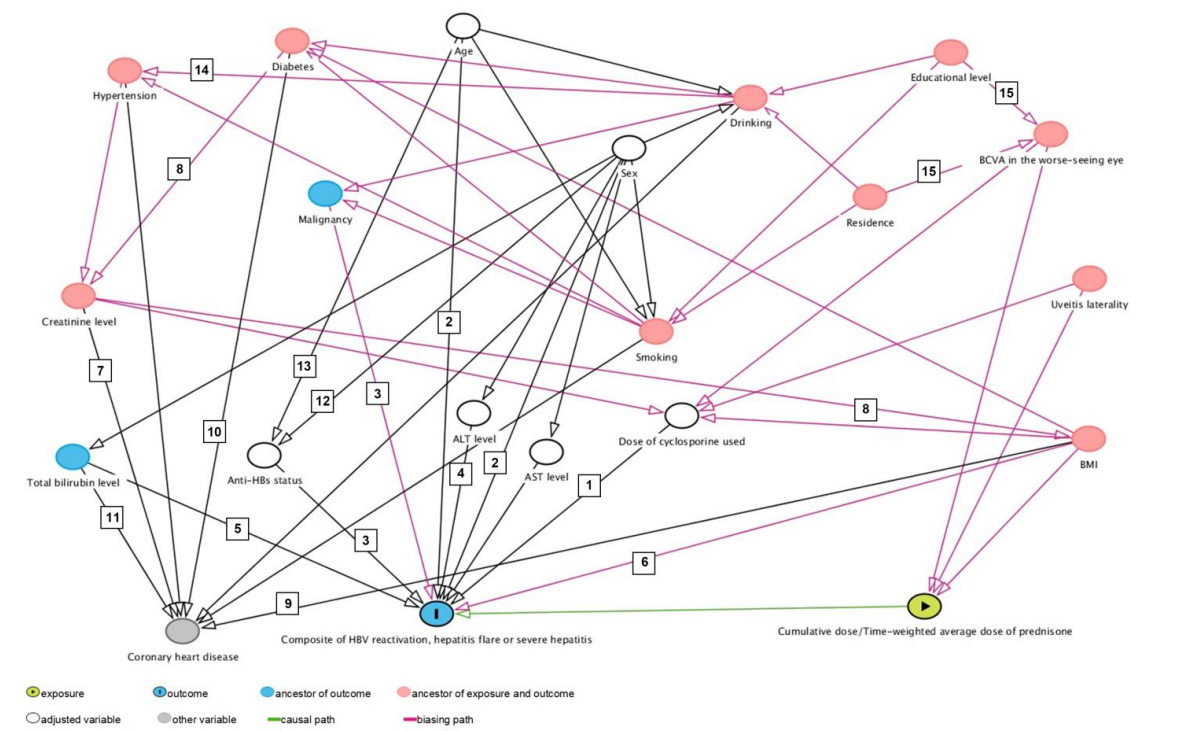 Age
Diabetes
Hypertension
14
Educational level
15
Drinking
BCVA in the worse-seeing eye
Sex
8
15
Malignancy
Residence
Uveitis laterality
Creatinine level
2
Smoking
7
13
12
3
8
10
ALT level
Dose of cyclosporine used
BMI
Total bilirubin level
Anti-HBs status
4
2
AST level
1
11
5
3
6
9
Composite of HBV reactivation, hepatitis flare or severe hepatitis
Cumulative dose/Time-weighted average dose of prednisone
Coronary heart disease
exposure outcome ancestor of outcome ancestor of exposure and outcome
adjusted variable other variable causal path biasing path